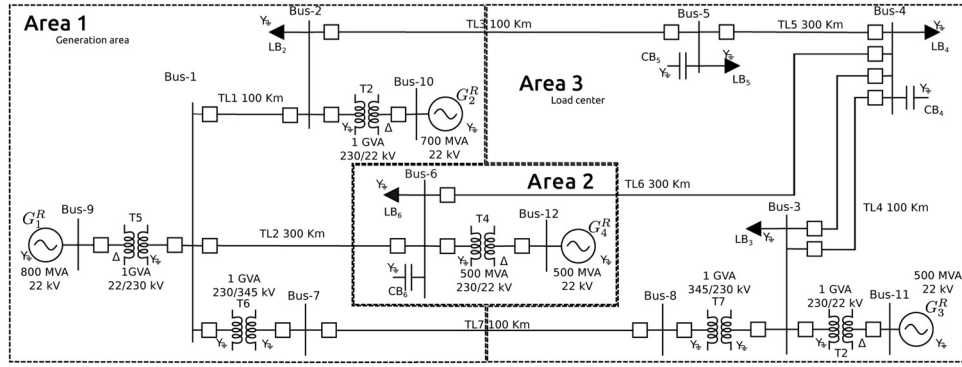 Area 1
Generation area
Bus-2
LB2
TL3 100 Km
Bus-5
TL5 300 Km
Bus-4
LB4
CB5
LB5
CB4
Area 3
Load center
Bus-1
TL1 100 Km
T2
Bus-10
G2^R
1 GVA
230/22 kV
Δ
700 MVA
22 kV
Bus-6
LB6
Area 2
TL6 300 Km
TL4 100 Km
Bus-3
LB3
Bus-9
G1^R
800 MVA
22 kV
T5
Δ
1GVA
22/230 kV
TL2 300 Km
T4
Bus-12
G4^R
CB6
500 MVA
230/22 kV
Δ
500 MVA
22 kV
1 GVA
230/345 kV
T6
Bus-7
TL7 100 Km
Bus-8
1 GVA
345/230 kV
T7
1 GVA
230/22 kV
T2
Δ
Bus-11
500 MVA
22 kV
G3^R